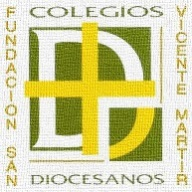 COLEGIOS
FUNDACION SAN
VICENTE MARTIR
DIOCESANOS